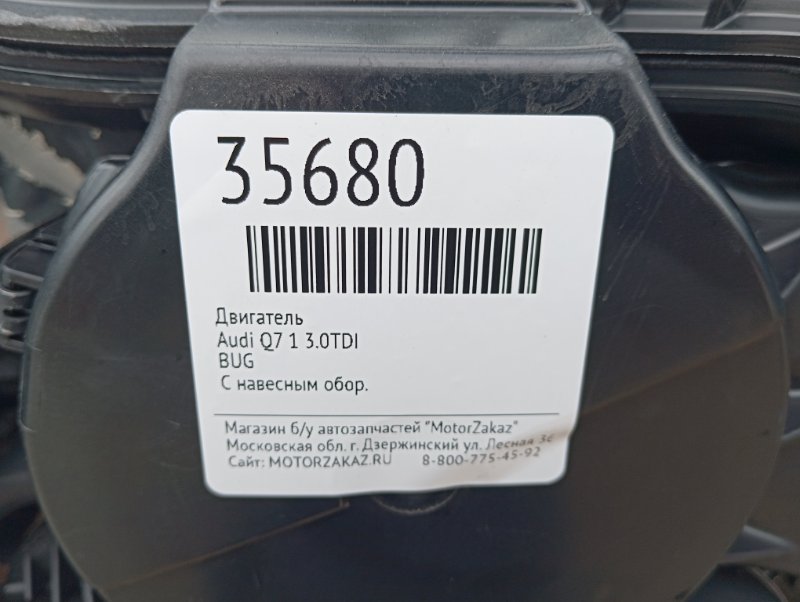 35680
Двигатель
Audi Q7 1 3.0TDI
BUG
С навесным обор.
Магазин б/у автозапчастей "MotorZakaz"
Московская обл. г. Дзержинский ул. Лесная 36
Сайт: MOTORZAKAZ.RU 8-800-775-45-92